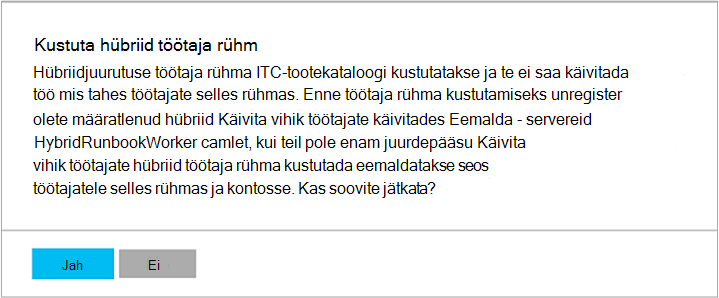 Kustuta hübriid töötaja rühm
Hübriidjuurutuse töötaja rühma ITC-tootekataloogi kustutatakse ja te ei saa käivitada
töö mis tahes töötajate selles rühmas. Enne töötaja rühma kustutamiseks unregister
olete määratlenud hübriid Käivita vihik töötajate käivitades Eemalda - servereid
HybridRunbookWorker camlet, kui teil pole enam juurdepääsu Käivita
vihik töötajate hübriid töötaja rühma kustutada eemaldatakse seos
töötajatele selles rühmas ja kontosse. Kas soovite jätkata?
Jah
Ei